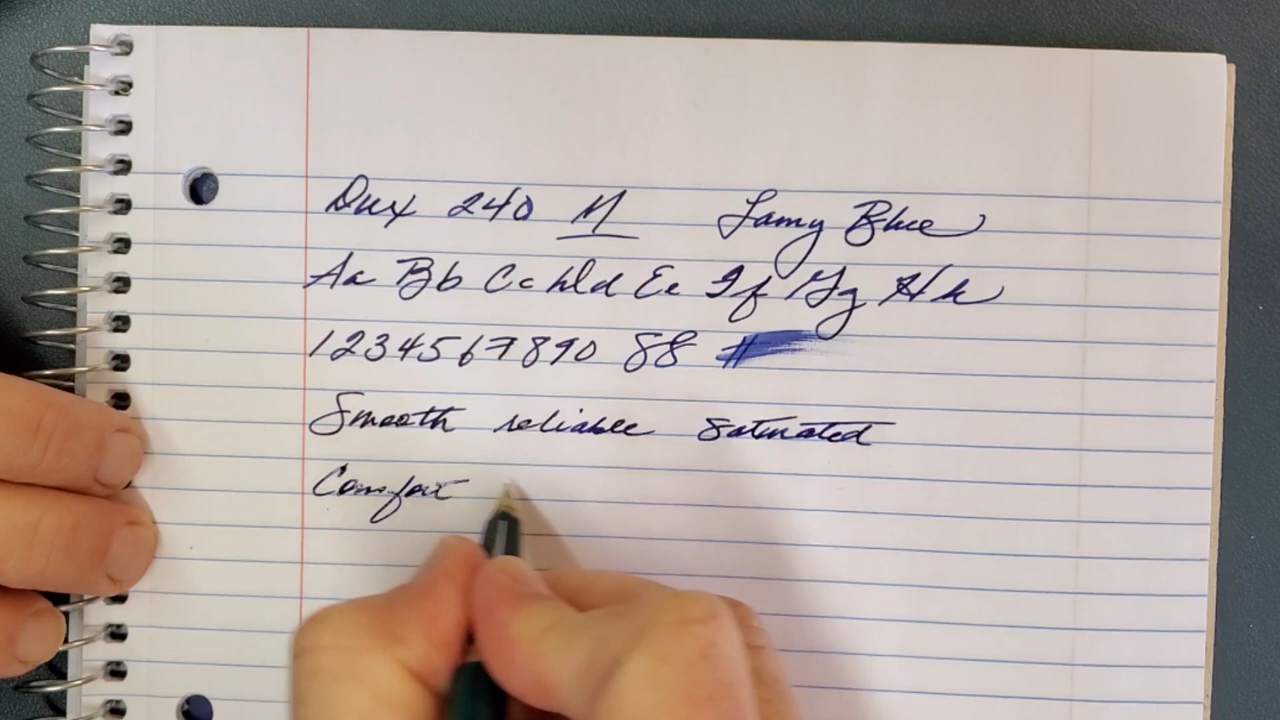 Dux 240 M Lamy Blue
Aa Bb Cc Dd Ee Ff Gg Hh
1234567890 88 #
Smooth reliable saturated
Comfort